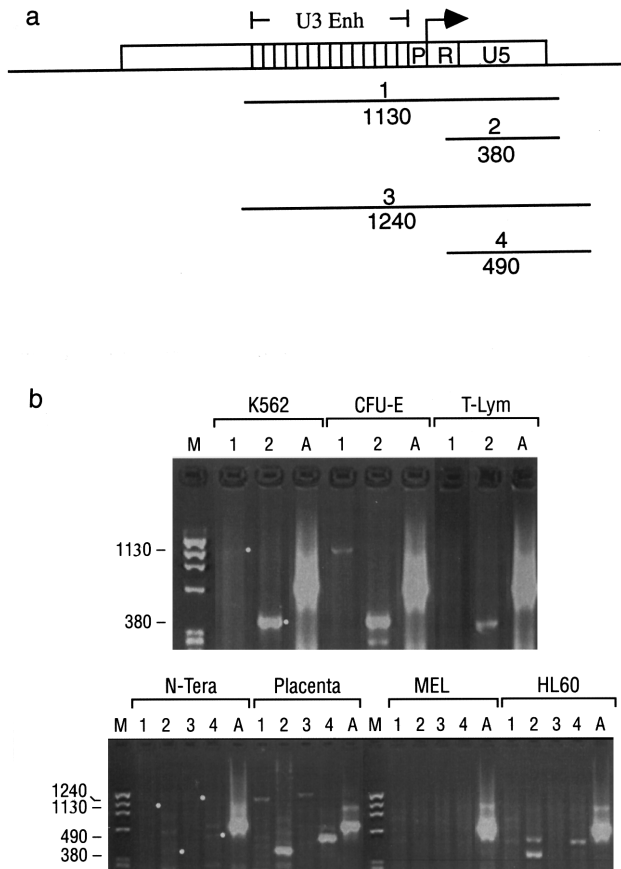 a
U3 Enh
P R U5
1
1130
2
380
3
1240
4
490
b
K562 CFU-E T-Lym
M 1 2 A 1 2 A 1 2 A
1130
380
N-Tera Placenta MEL HL60
M 1 2 3 4 A 1 2 3 4 A M 1 2 3 4 A 1 2 3 4 A
1240
1130
490
380